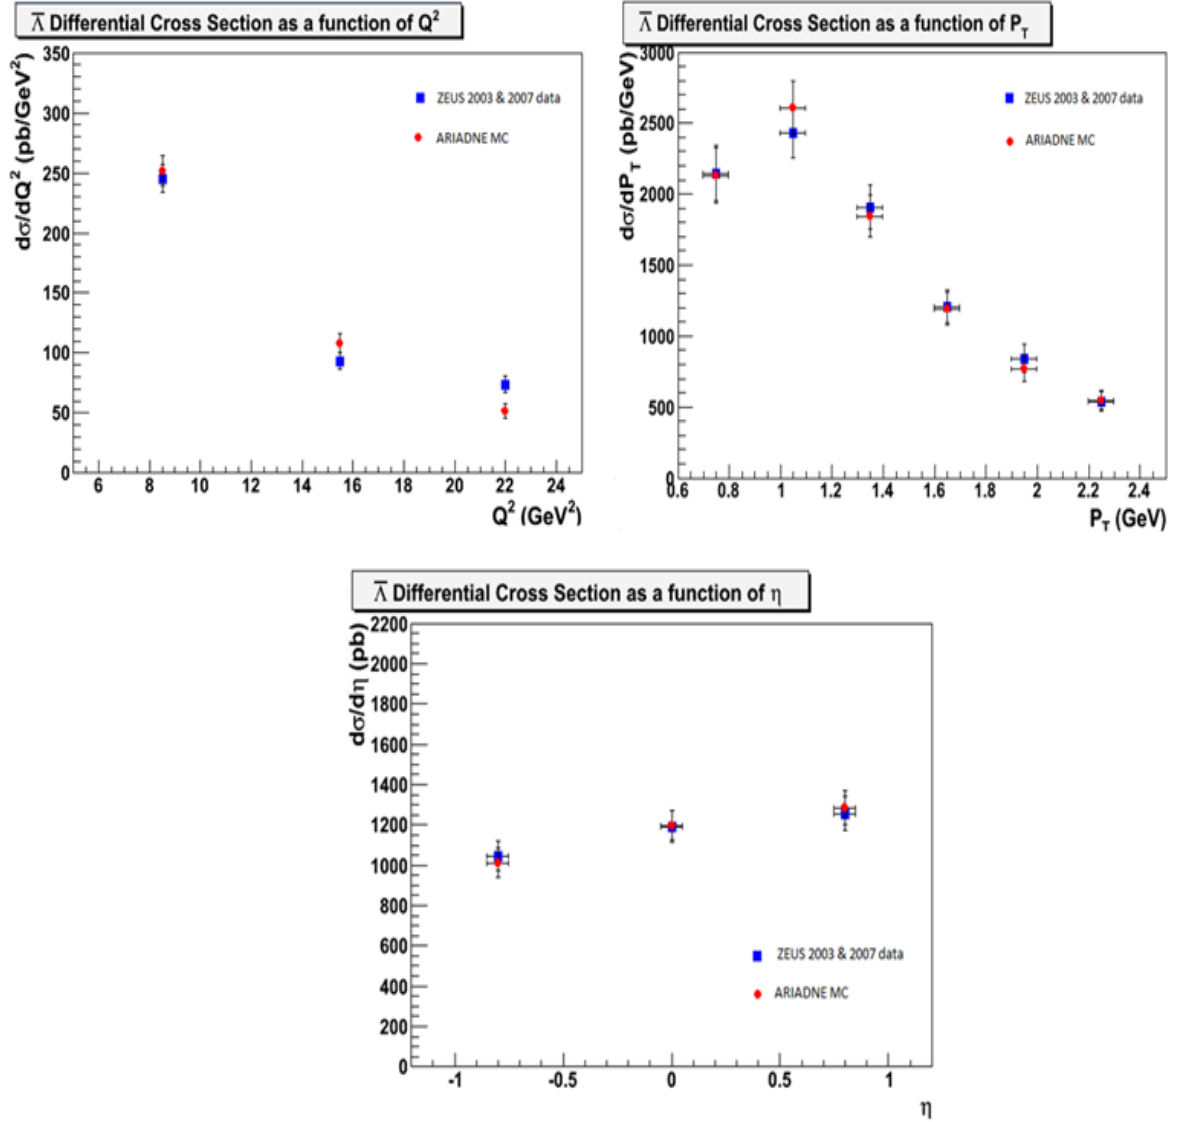 Λ̅ Differential Cross Section as a function of Q²
dσ/dQ² (pb/GeV²)
350
300
250
200
150
100
50
0
ZEUS 2003 & 2007 data
ARIADNE MC
6 8 10 12 14 16 18 20 22 24
Q² (GeV²)
Λ̅ Differential Cross Section as a function of P_T
dσ/dP_T (pb/GeV)
3000
2500
2000
1500
1000
500
0
ZEUS 2003 & 2007 data
ARIADNE MC
0.6 0.8 1 1.2 1.4 1.6 1.8 2 2.2 2.4
P_T (GeV)
Λ̅ Differential Cross Section as a function of η
dσ/dη (pb)
2200
2000
1800
1600
1400
1200
1000
800
600
400
200
0
ZEUS 2003 & 2007 data
ARIADNE MC
-1 -0.5 0 0.5 1
η